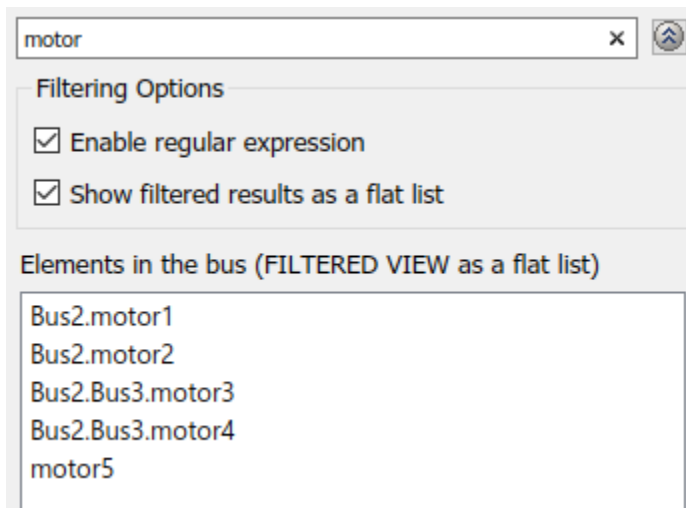 motor
Filtering Options
Enable regular expression
Show filtered results as a flat list
Elements in the bus (FILTERED VIEW as a flat list)
Bus2.motor1
Bus2.motor2
Bus2.Bus3.motor3
Bus2.Bus3.motor4
motor5